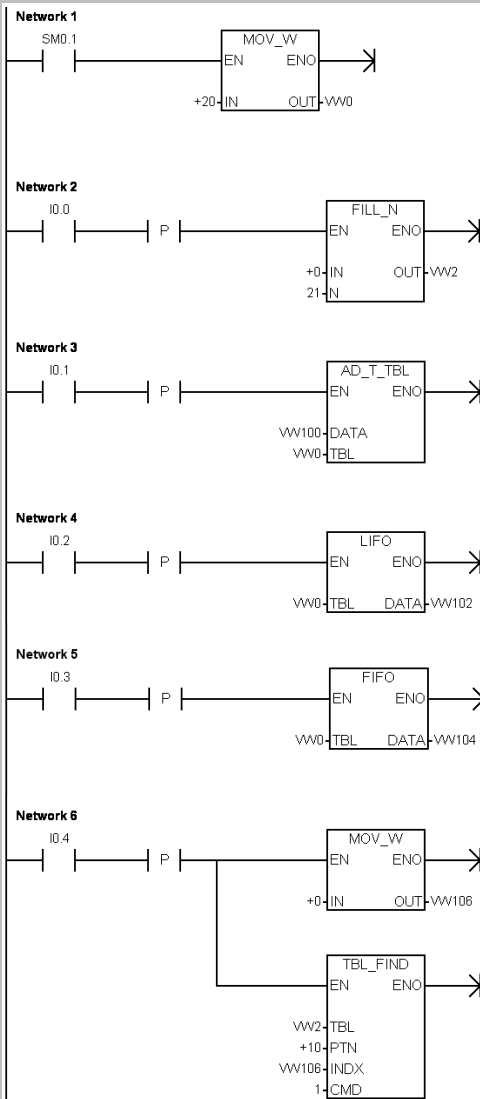 Network 1
SM0.1
MOV_W
EN ENO
+20 IN OUT VW0
Network 2
I0.0
P
FILL_N
EN ENO
+0 IN OUT VW2
21 N
Network 3
I0.1
P
AD_T_TBL
EN ENO
VW100 DATA
VW0 TBL
Network 4
I0.2
P
LIFO
EN ENO
VW0 TBL DATA VW102
Network 5
I0.3
P
FIFO
EN ENO
VW0 TBL DATA VW104
Network 6
I0.4
P
MOV_W
EN ENO
+0 IN OUT VW106
TBL_FIND
EN ENO
VW2 TBL
+10 PTN
VW106 INDX
1 CMD